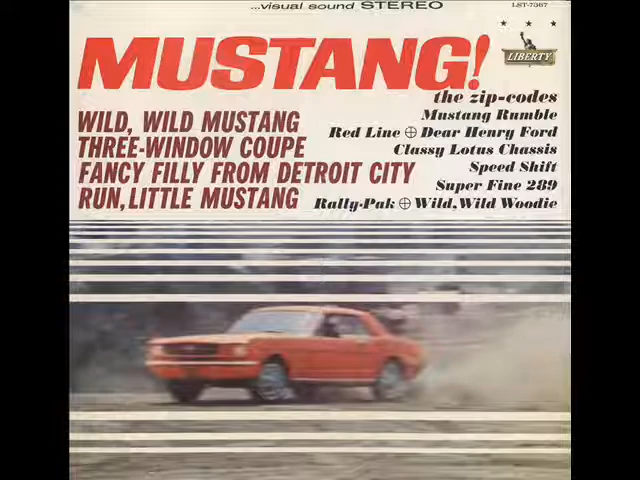 ...visual sound STEREO
LST-7367
LIBERTY
MUSTANG!
the zip-codes
WILD, WILD MUSTANG
THREE-WINDOW COUPE
FANCY FILLY FROM DETROIT CITY
RUN, LITTLE MUSTANG
Mustang Rumble
Red Line ⊕ Dear Henry Ford
Classy Lotus Chassis
Speed Shift
Super Fine 289
Rally-Pak ⊕ Wild, Wild Woodie